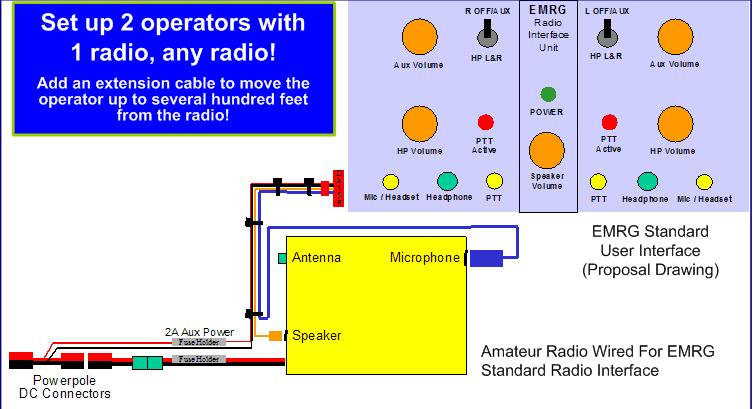 Set up 2 operators with
1 radio, any radio!
Add an extension cable to move the
operator up to several hundred feet
from the radio!
R OFF/AUX
HP L&R
Aux Volume
HP Volume
PTT
Active
Mic / Headset
Headphone
PTT
EMRG
Radio
Interface
Unit
POWER
Speaker
Volume
L OFF/AUX
HP L&R
Aux Volume
PTT
Active
HP Volume
PTT
Headphone
Mic / Headset
EMRG Standard
User Interface
(Proposal Drawing)
Antenna
Microphone
Speaker
2A Aux Power
Fuse Holder
Fuse Holder
Powerpole
DC Connectors
Amateur Radio Wired For EMRG
Standard Radio Interface